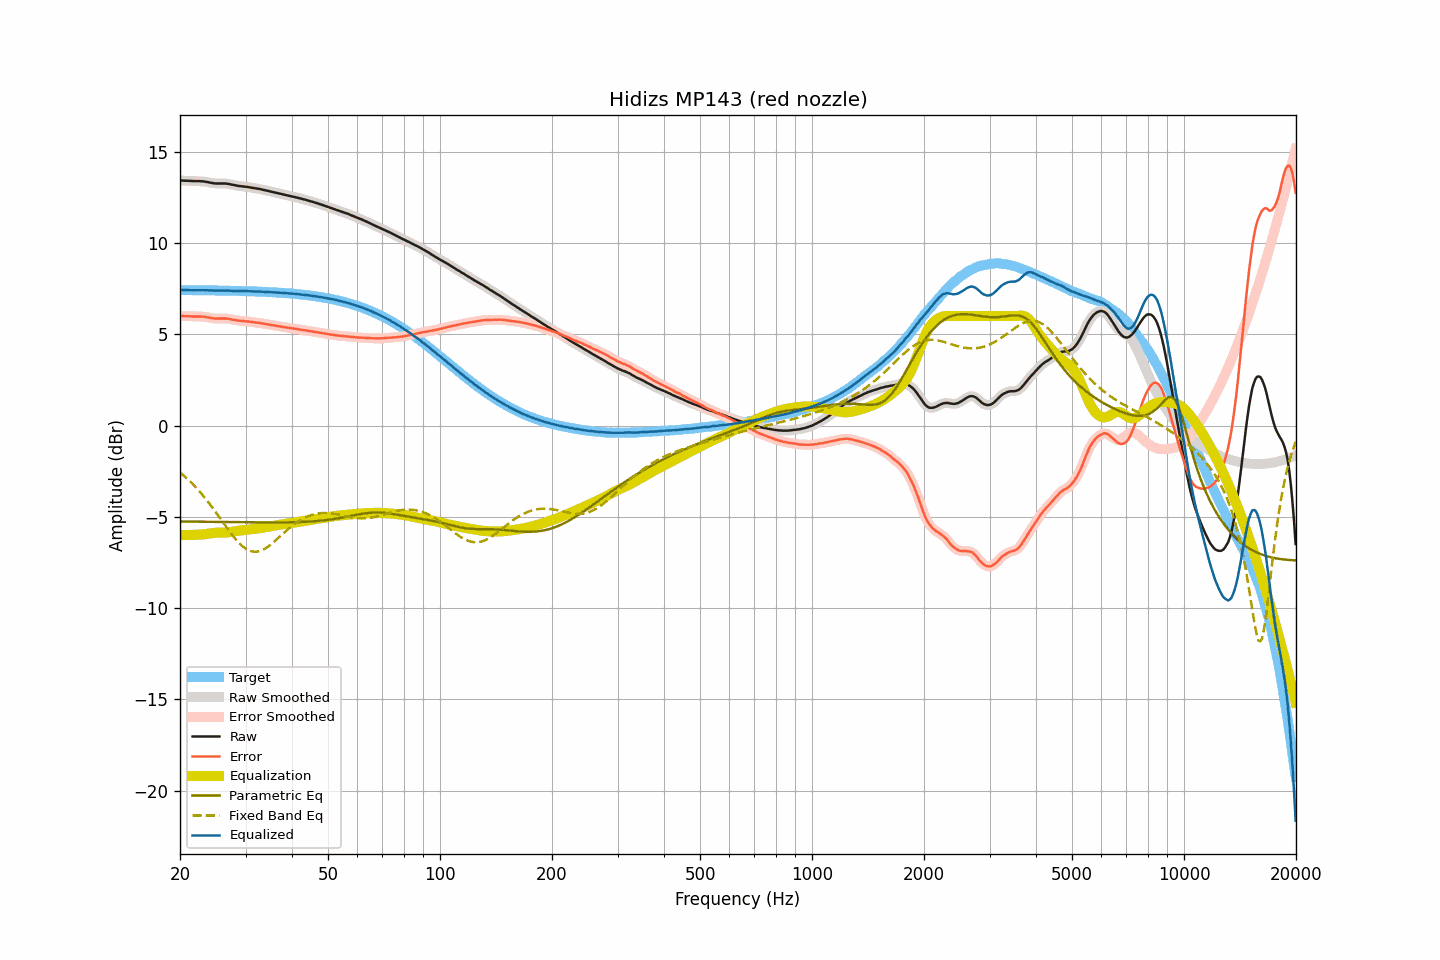 Hidizs MP143 (red nozzle)
15
10
5
0
−5
−10
−15
−20
Amplitude (dBr)
Target
Raw Smoothed
Error Smoothed
Raw
Error
Equalization
Parametric Eq
Fixed Band Eq
Equalized
20 50 100 200 500 1000 2000 5000 10000 20000
Frequency (Hz)